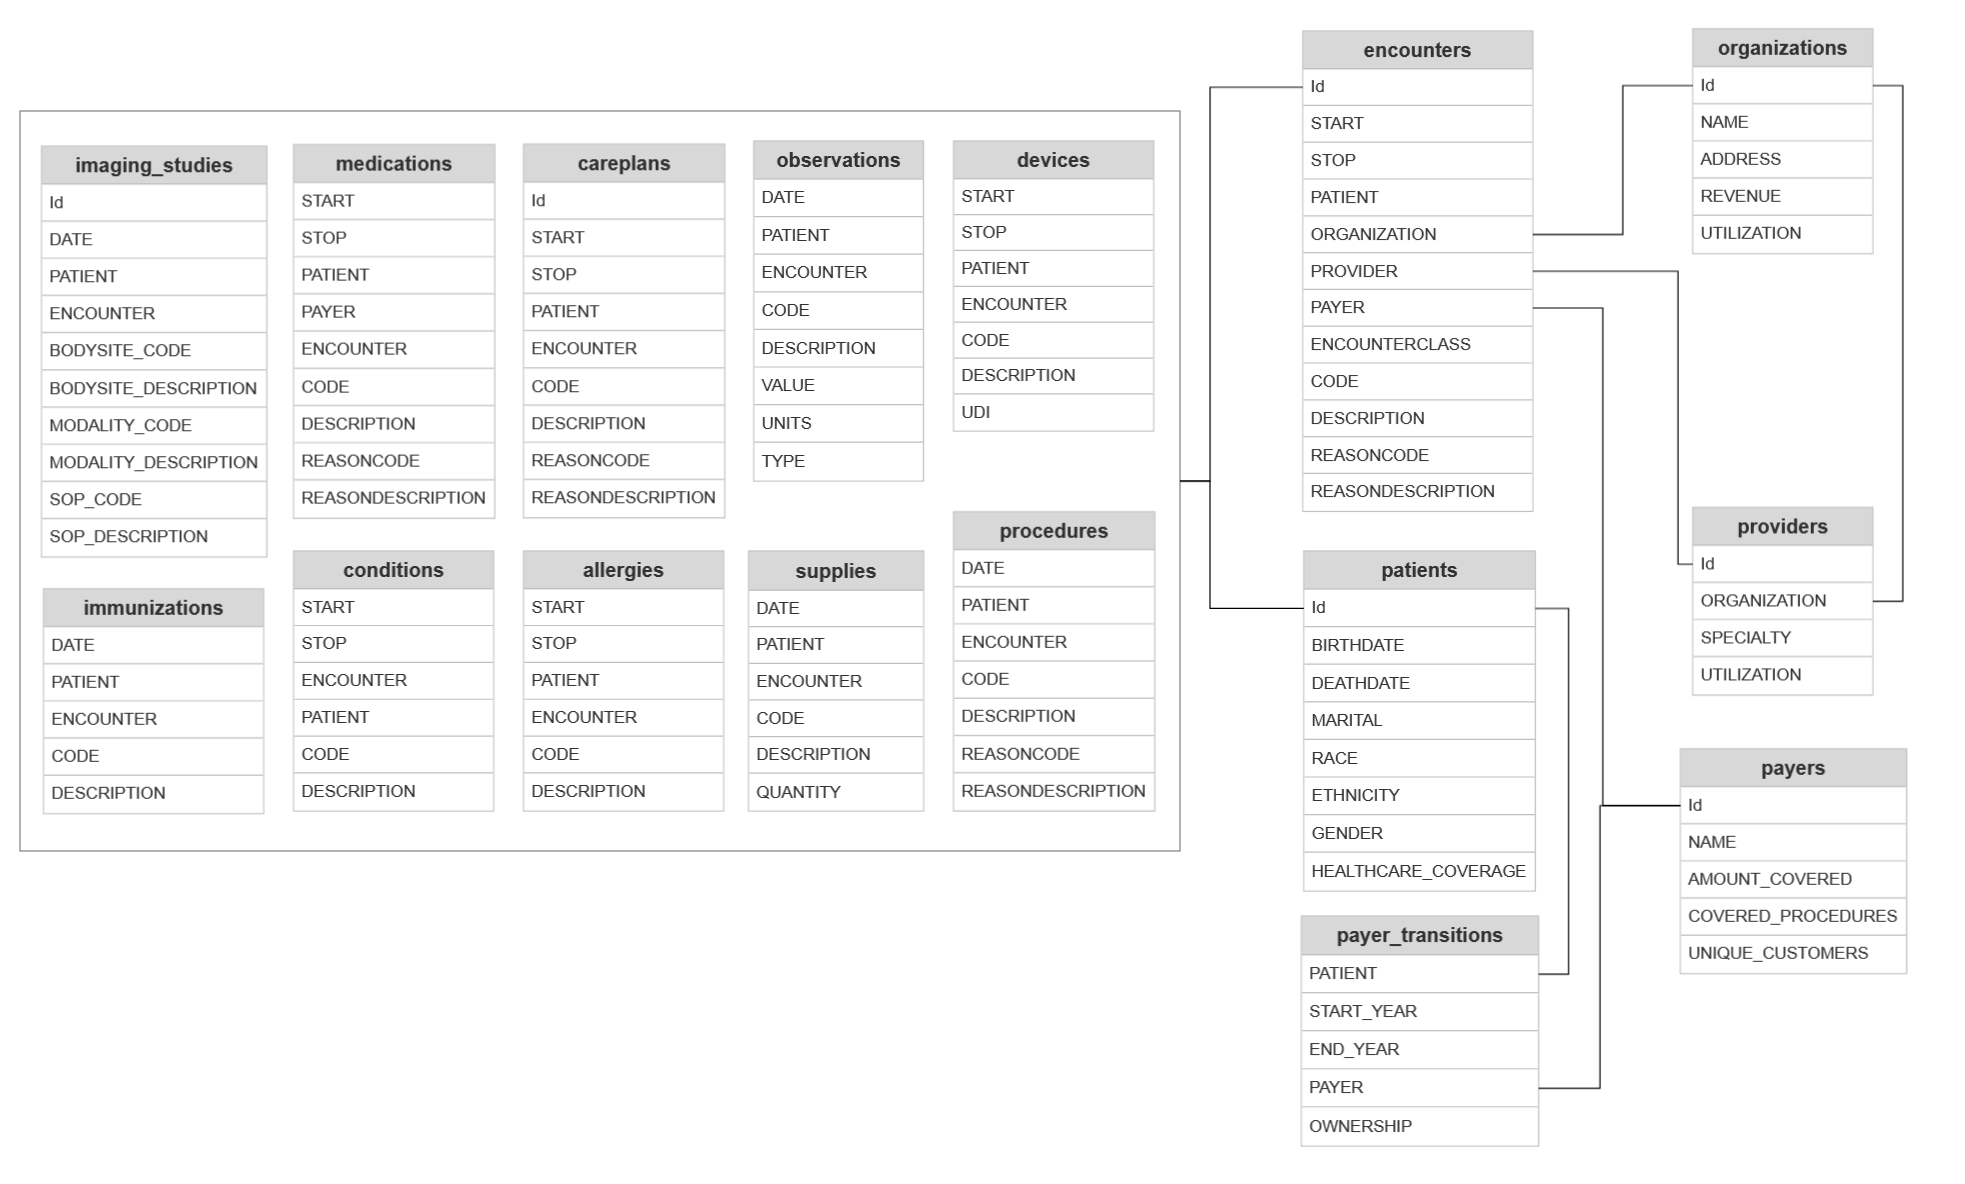 imaging_studies
Id
DATE
PATIENT
ENCOUNTER
BODYSITE_CODE
BODYSITE_DESCRIPTION
MODALITY_CODE
MODALITY_DESCRIPTION
SOP_CODE
SOP_DESCRIPTION
immunizations
DATE
PATIENT
ENCOUNTER
CODE
DESCRIPTION
medications
START
STOP
PATIENT
PAYER
ENCOUNTER
CODE
DESCRIPTION
REASONCODE
REASONDESCRIPTION
conditions
START
STOP
ENCOUNTER
PATIENT
CODE
DESCRIPTION
careplans
Id
START
STOP
PATIENT
ENCOUNTER
CODE
DESCRIPTION
REASONCODE
REASONDESCRIPTION
allergies
START
STOP
PATIENT
ENCOUNTER
CODE
DESCRIPTION
observations
DATE
PATIENT
ENCOUNTER
CODE
DESCRIPTION
VALUE
UNITS
TYPE
supplies
DATE
PATIENT
ENCOUNTER
CODE
DESCRIPTION
QUANTITY
devices
START
STOP
PATIENT
ENCOUNTER
CODE
DESCRIPTION
UDI
procedures
DATE
PATIENT
ENCOUNTER
CODE
DESCRIPTION
REASONCODE
REASONDESCRIPTION
encounters
Id
START
STOP
PATIENT
ORGANIZATION
PROVIDER
PAYER
ENCOUNTERCLASS
CODE
DESCRIPTION
REASONCODE
REASONDESCRIPTION
patients
Id
BIRTHDATE
DEATHDATE
MARITAL
RACE
ETHNICITY
GENDER
HEALTHCARE_COVERAGE
payer_transitions
PATIENT
START_YEAR
END_YEAR
PAYER
OWNERSHIP
organizations
Id
NAME
ADDRESS
REVENUE
UTILIZATION
providers
Id
ORGANIZATION
SPECIALTY
UTILIZATION
payers
Id
NAME
AMOUNT_COVERED
COVERED_PROCEDURES
UNIQUE_CUSTOMERS